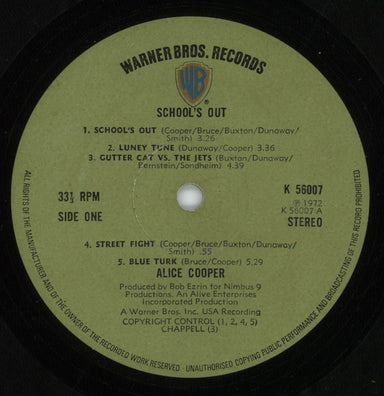 WARNER BROS. RECORDS
WB
®
SCHOOL'S OUT
1. SCHOOL'S OUT (Cooper/Bruce/Buxton/Dunaway/
Smith) 3.26
2. LUNEY TUNE (Dunaway/Cooper) 3.36
3. GUTTER CAT VS. THE JETS (Buxton/Dunaway/
Bernstein/Sondheim) 4.39
33⅓ RPM
SIDE ONE
K 56007
℗ 1972
K 56007 A
STEREO
4. STREET FIGHT (Cooper/Bruce/Buxton/Dunaway/
Smith) .55
5. BLUE TURK (Bruce/Cooper) 5.29
ALICE COOPER
Produced by Bob Ezrin for Nimbus 9
Productions. An Alive Enterprises
Incorporated Production
A Warner Bros. Inc. USA Recording
COPYRIGHT CONTROL (1, 2, 4, 5)
CHAPPELL (3)
ALL RIGHTS OF THE MANUFACTURER AND OF THE OWNER OF THE RECORDED WORK RESERVED - UNAUTHORISED COPYING PUBLIC PERFORMANCE AND BROADCASTING OF THIS RECORD PROHIBITED